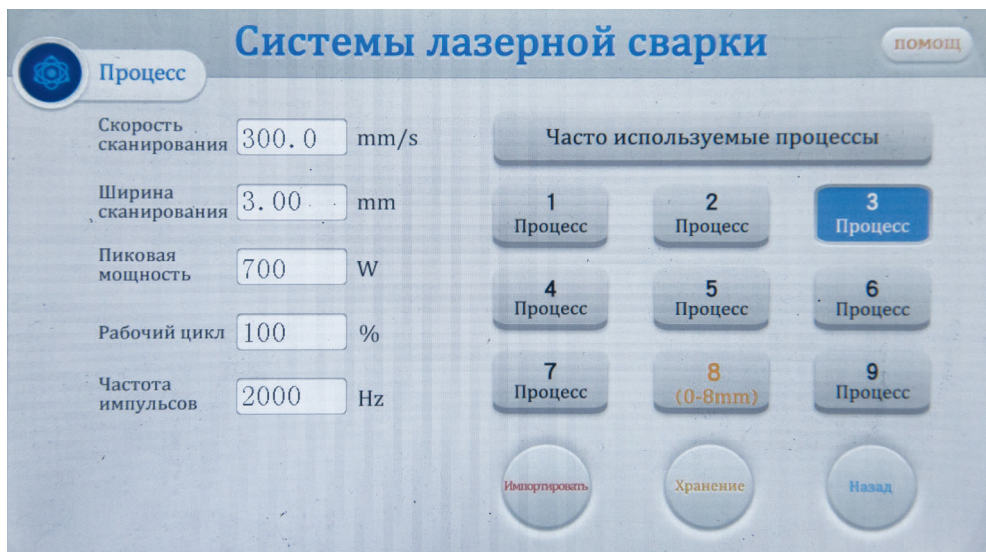 Системы лазерной сварки
помощ
Процесс
Скорость
сканирования 300.0 mm/s
Ширина
сканирования 3.00 mm
Пиковая
мощность 700 W
Рабочий цикл 100 %
Частота
импульсов 2000 Hz
Часто используемые процессы
1
Процесс
2
Процесс
3
Процесс
4
Процесс
5
Процесс
6
Процесс
7
Процесс
8
(0-8mm)
9
Процесс
Импортировать
Хранение
Назад